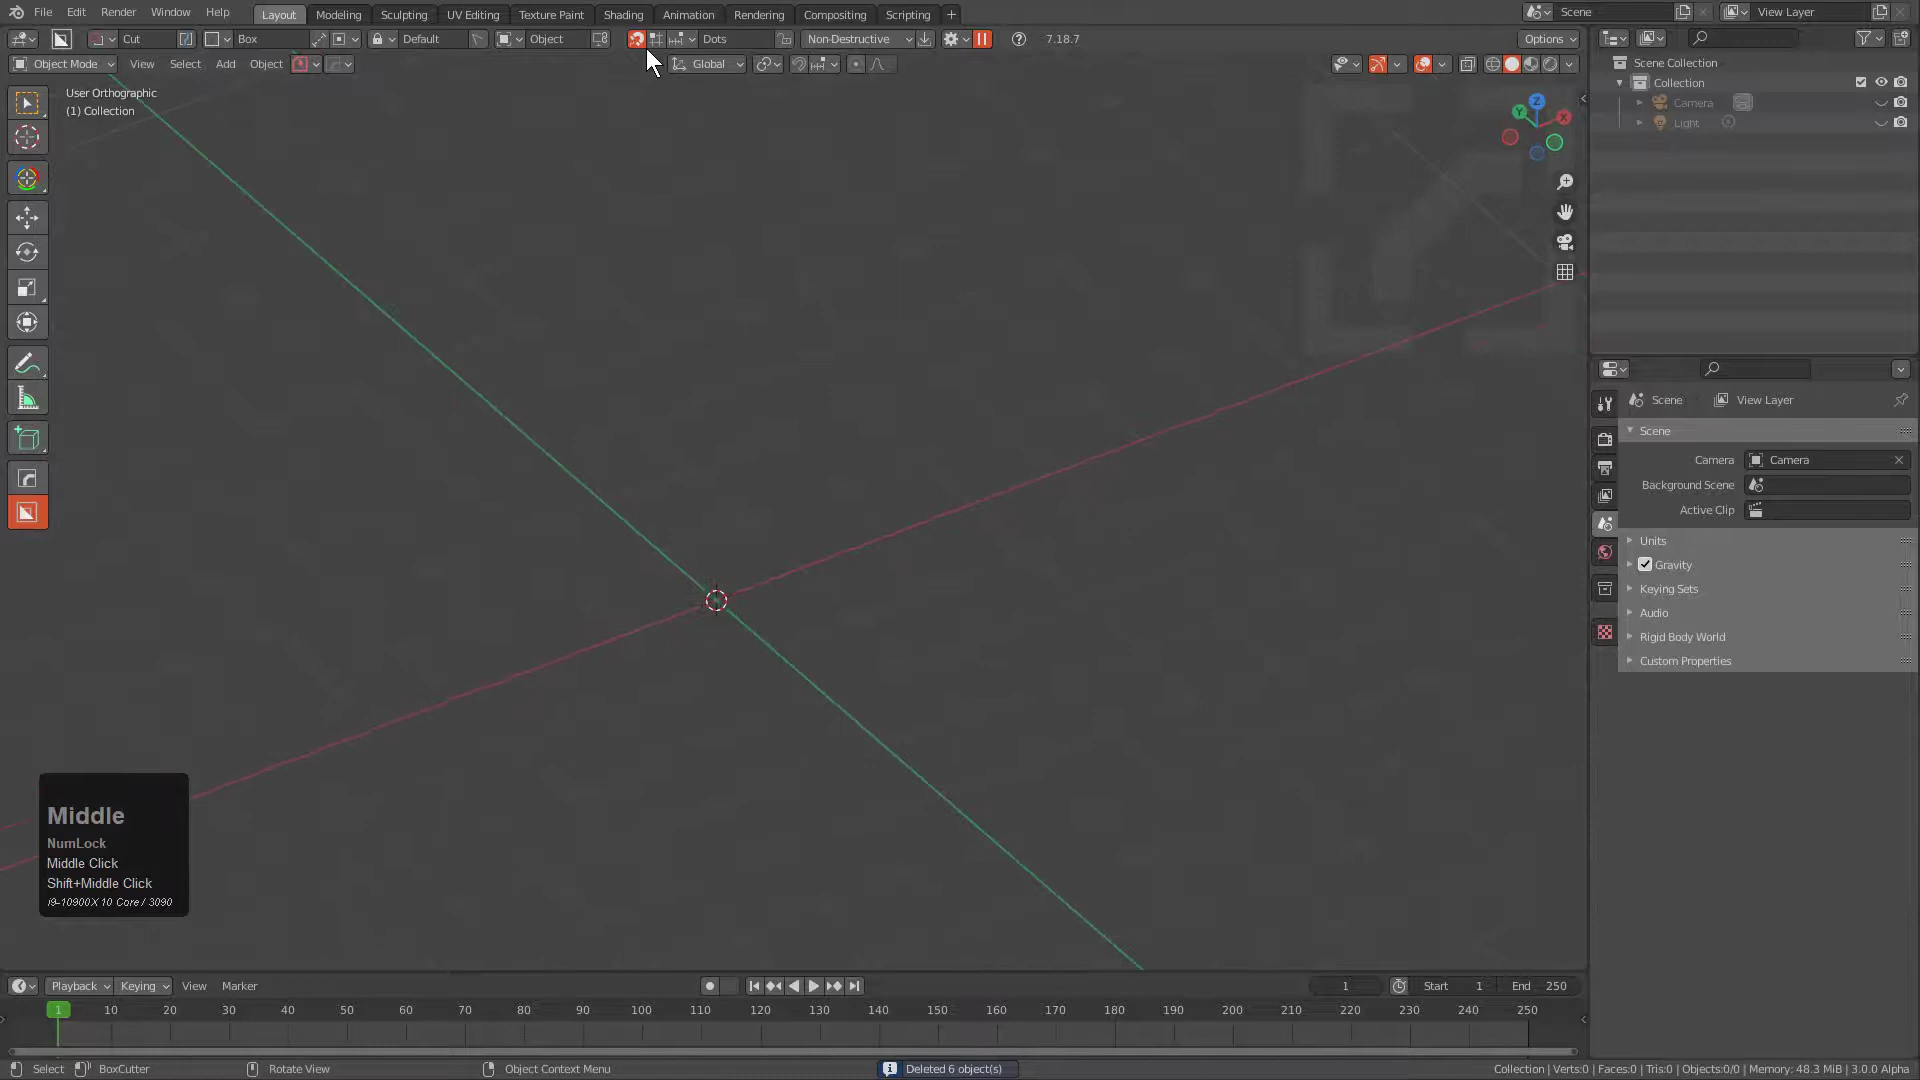 File Edit Render Window Help Layout Modeling Sculpting UV Editing Texture Paint Shading Animation Rendering Compositing Scripting + Scene View Layer
Cut Box Default Object Dots Non-Destructive 7.18.7 Options
Object Mode View Select Add Object Global
User Orthographic
(1) Collection
Z
Y
X
Scene Collection
Collection
Camera
Light
Scene View Layer
Scene
Camera Camera
Background Scene
Active Clip
Units
Gravity
Keying Sets
Audio
Rigid Body World
Custom Properties
Middle
NumLock
Middle Click
Shift+Middle Click
i9-10900X 10 Core / 3090
Playback Keying View Marker 1 Start 1 End 250
1 10 20 30 40 50 60 70 80 90 100 110 120 130 140 150 160 170 180 190 200 210 220 230 240 250
Select BoxCutter Rotate View Object Context Menu Deleted 6 object(s) Collection | Verts:0 | Faces:0 | Tris:0 | Objects:0/0 | Memory: 48.3 MiB | 3.0.0 Alpha